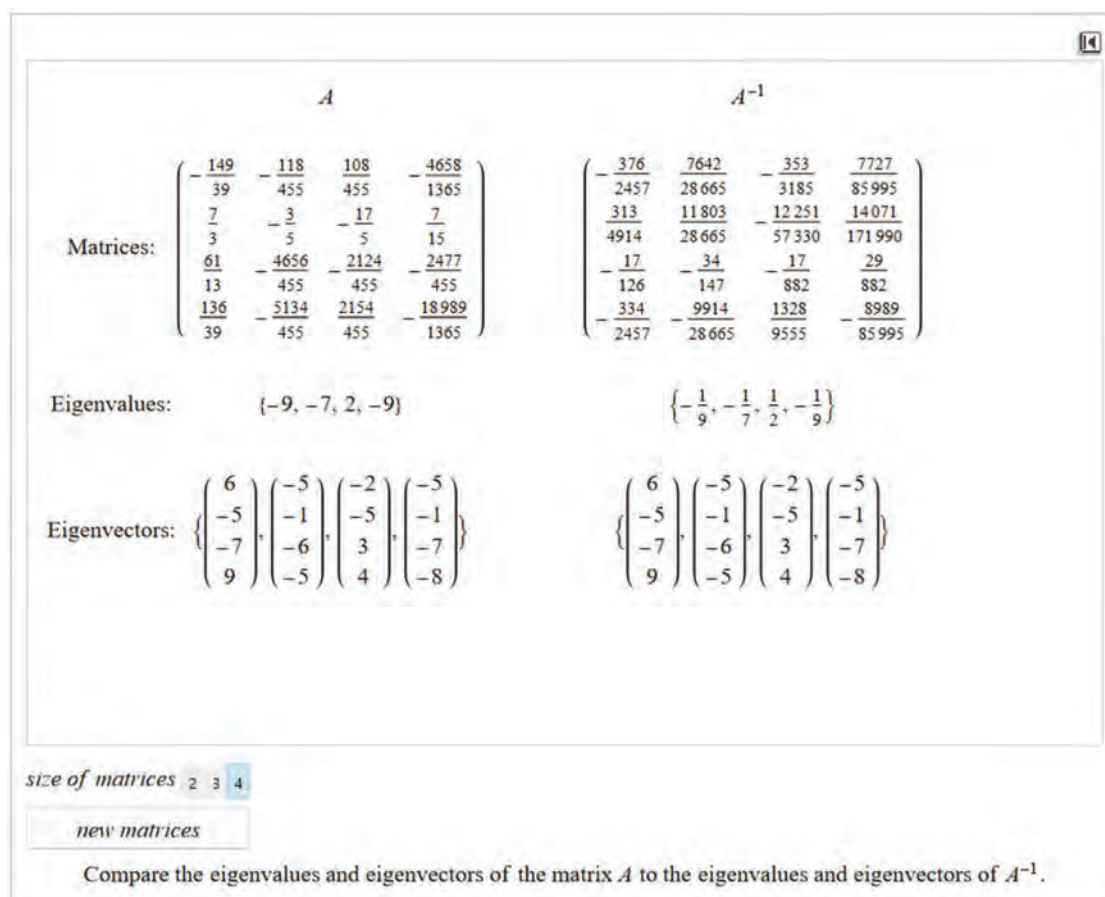 A A⁻¹
Matrices: ( -149/39 -118/455 108/455 -4658/1365 ) ( -376/2457 7642/28665 -353/3185 7727/85995 )
( 7/3 -3/5 -17/5 7/15 ) ( 313/4914 11803/28665 -12251/57330 14071/171990 )
( 61/13 -4656/455 -2124/455 -2477/455 ) ( -17/126 -34/147 -17/882 29/882 )
( 136/39 -5134/455 2154/455 -18989/1365 ) ( -334/2457 -9914/28665 1328/9555 -8989/85995 )
Eigenvalues: {-9, -7, 2, -9} {-1/9, -1/7, 1/2, -1/9}
Eigenvectors: {(6 -5 -7 9), (-5 -1 -6 -5), (-2 -5 3 4), (-5 -1 -7 -8)} {(6 -5 -7 9), (-5 -1 -6 -5), (-2 -5 3 4), (-5 -1 -7 -8)}
size of matrices 2 3 4
new matrices
Compare the eigenvalues and eigenvectors of the matrix A to the eigenvalues and eigenvectors of A⁻¹.